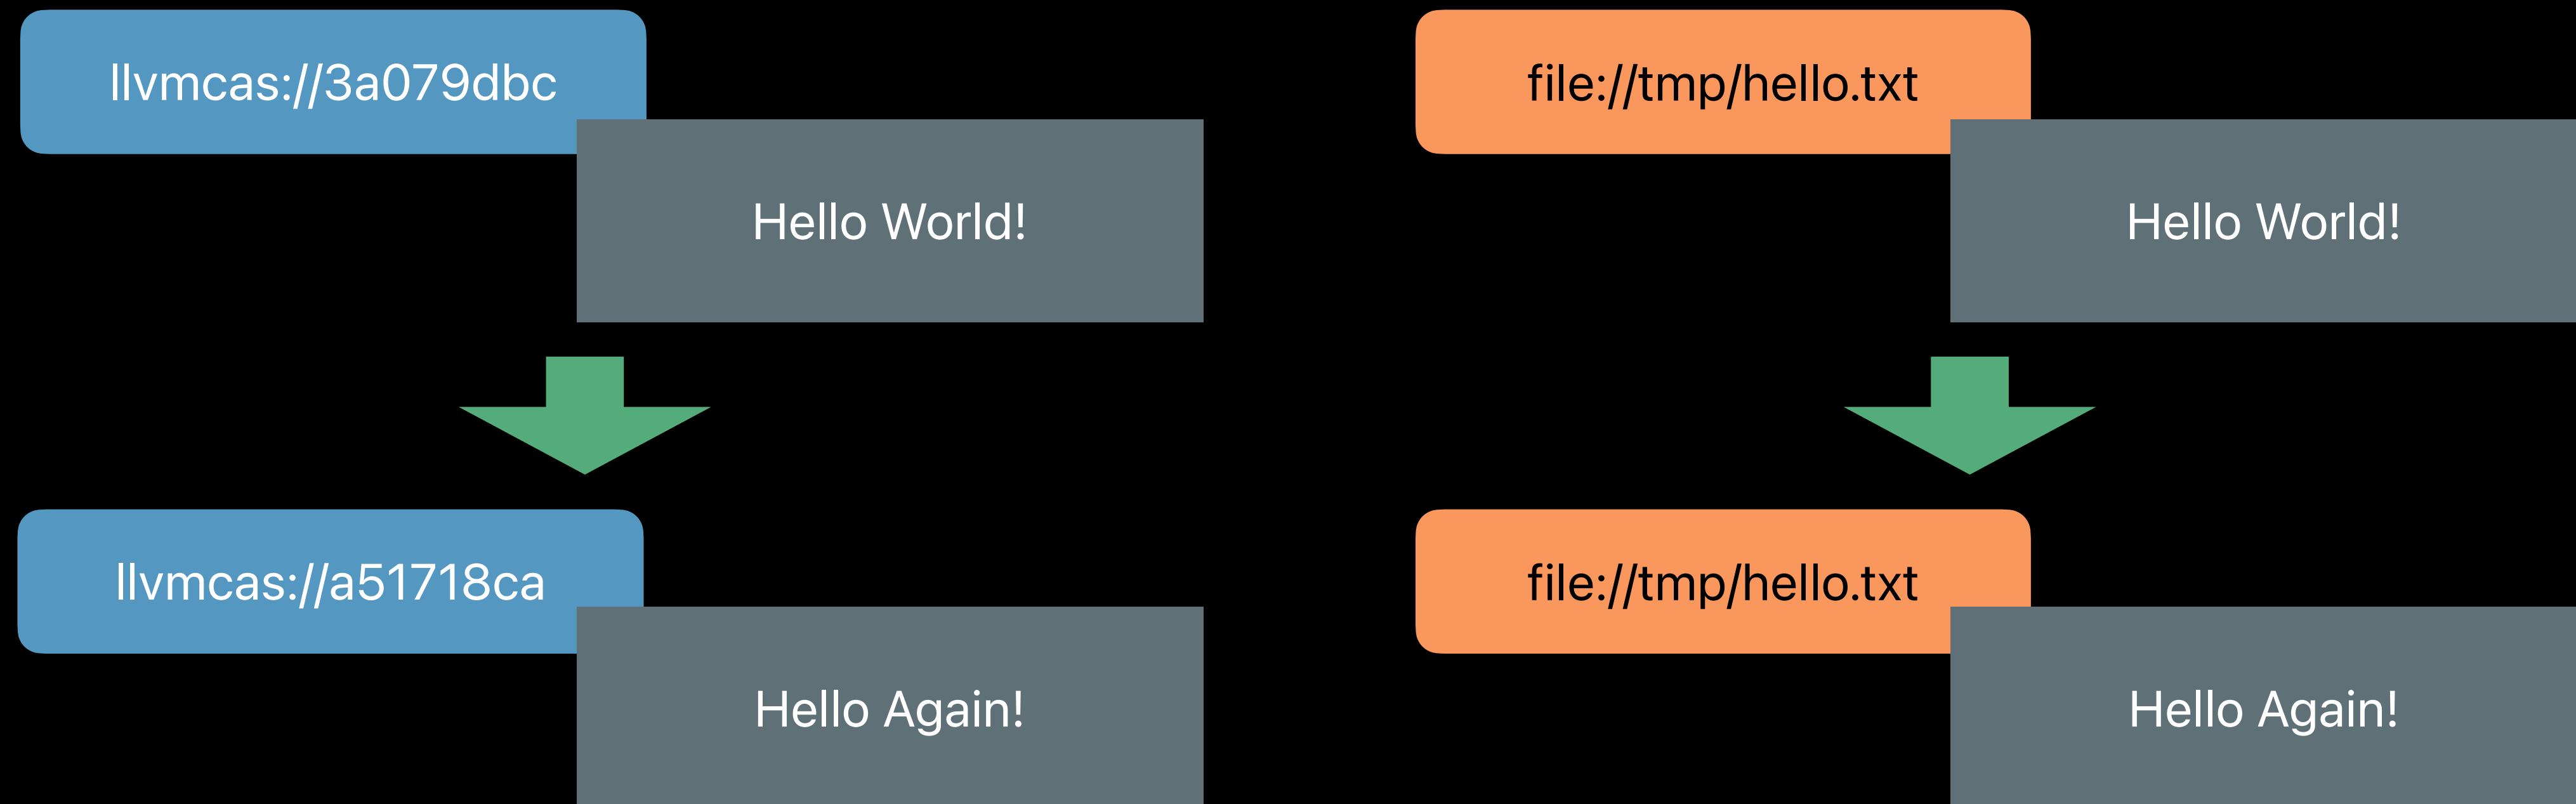 llvmcas://3a079dbc
Hello World!
llvmcas://a51718ca
Hello Again!
file://tmp/hello.txt
Hello World!
file://tmp/hello.txt
Hello Again!